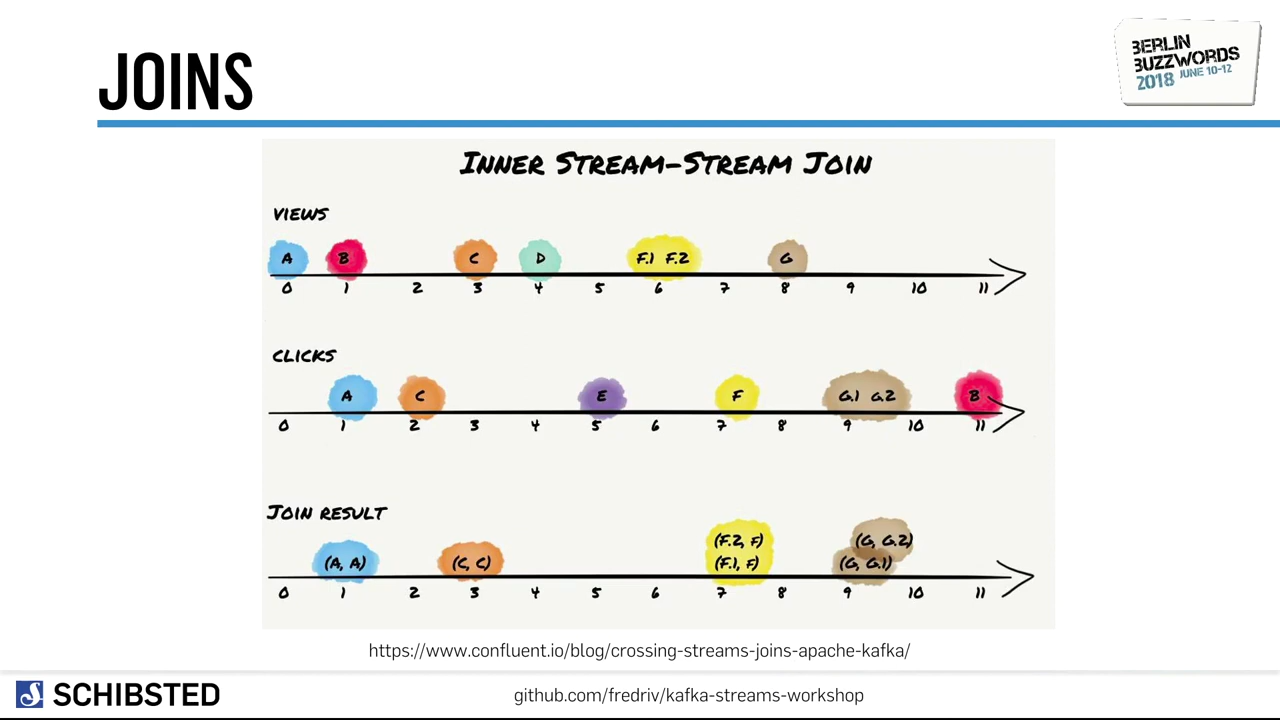 JOINS
BERLIN
BUZZWORDS
2018 JUNE 10-12
INNER STREAM-STREAM JOIN
VIEWS
A B C D F.1 F.2 G
0 1 2 3 4 5 6 7 8 9 10 11
CLICKS
A C E F G.1 G.2 B
0 1 2 3 4 5 6 7 8 9 10 11
JOIN RESULT
(F.2, F) (G, G.2)
(A, A) (C, C) (F.1, F) (G, G.1)
0 1 2 3 4 5 6 7 8 9 10 11
https://www.confluent.io/blog/crossing-streams-joins-apache-kafka/
SCHIBSTED
github.com/fredriv/kafka-streams-workshop